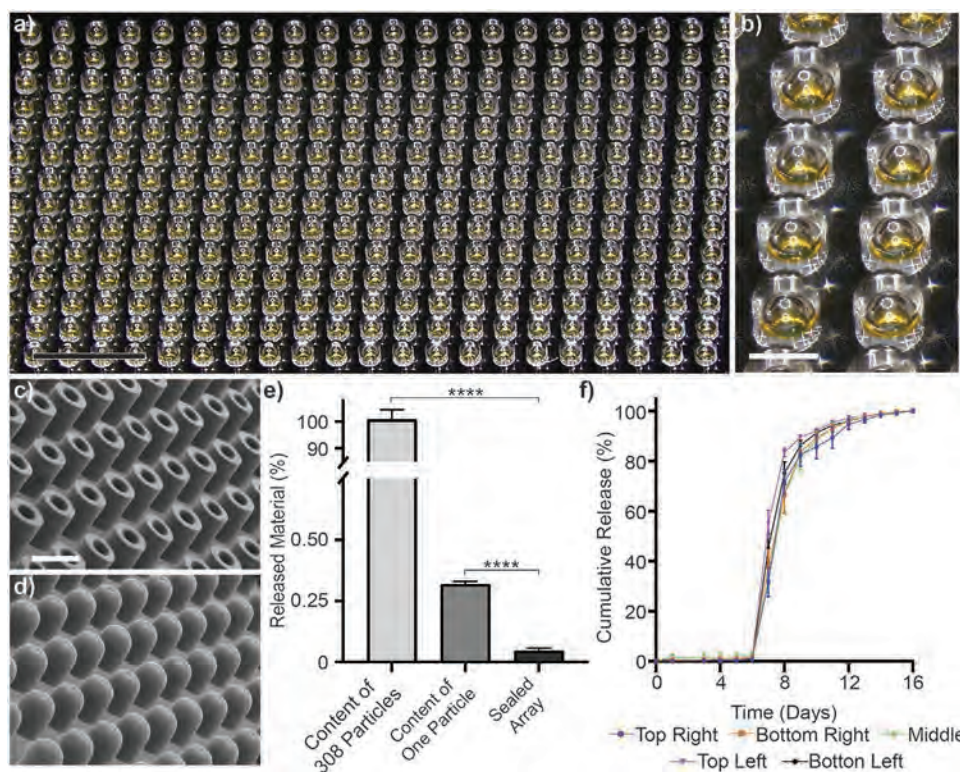 a)
b)
c)
d)
e)
****
****
Released Material (%)
100
90
0.50
0.25
0
Content of
308 Particles
Content of
One Particle
Sealed
Array
f)
Cumulative Release (%)
100
80
60
40
20
0
0 4 8 12 16
Time (Days)
Top Right Bottom Right Middle
Top Left Botton Left